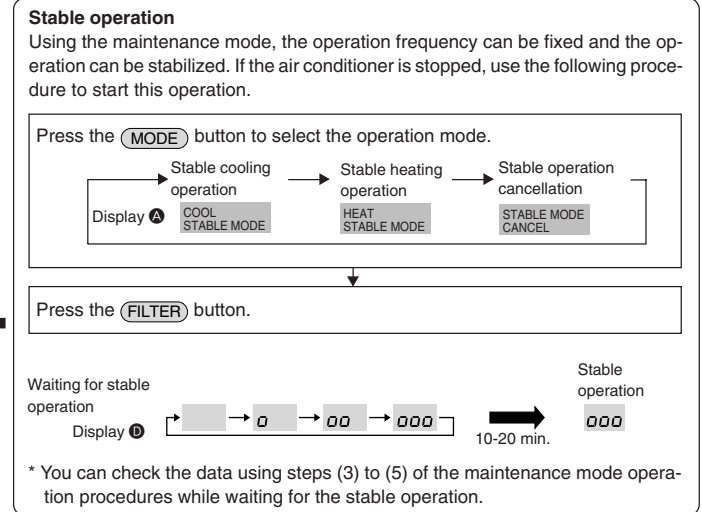 Stable operation
Using the maintenance mode, the operation frequency can be fixed and the op-
eration can be stabilized. If the air conditioner is stopped, use the following proce-
dure to start this operation.
Press the MODE button to select the operation mode.
Stable cooling
operation
Stable heating
operation
Stable operation
cancellation
Display A
COOL
STABLE MODE
HEAT
STABLE MODE
STABLE MODE
CANCEL
Press the FILTER button.
Waiting for stable
operation
Display D
o
oo
ooo
10-20 min.
Stable
operation
ooo
* You can check the data using steps (3) to (5) of the maintenance mode opera-
tion procedures while waiting for the stable operation.